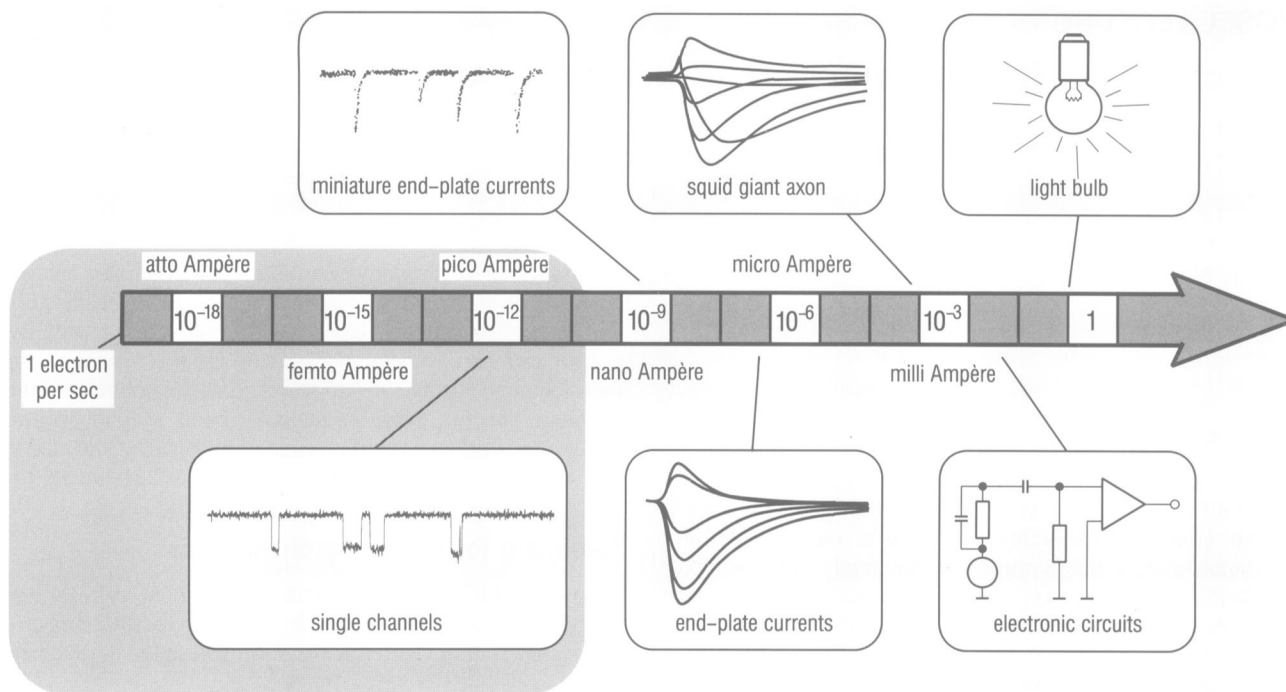 miniature end–plate currents
squid giant axon
light bulb
atto Ampère
pico Ampère
micro Ampère
10⁻¹⁸
10⁻¹⁵
10⁻¹²
10⁻⁹
10⁻⁶
10⁻³
1
1 electron
per sec
femto Ampère
nano Ampère
milli Ampère
single channels
end–plate currents
electronic circuits